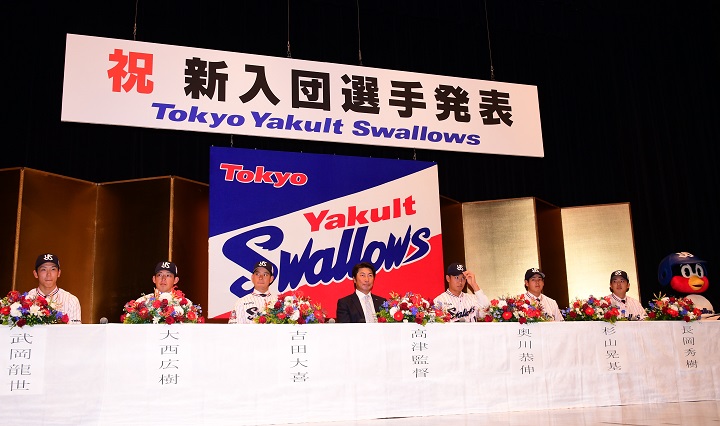 祝 新入団選手発表
Tokyo Yakult Swallows
Tokyo
Yakult
Swallows
武岡龍世
大西広樹
吉田大喜
高津監督
奥川恭伸
杉山晃基
長岡秀樹